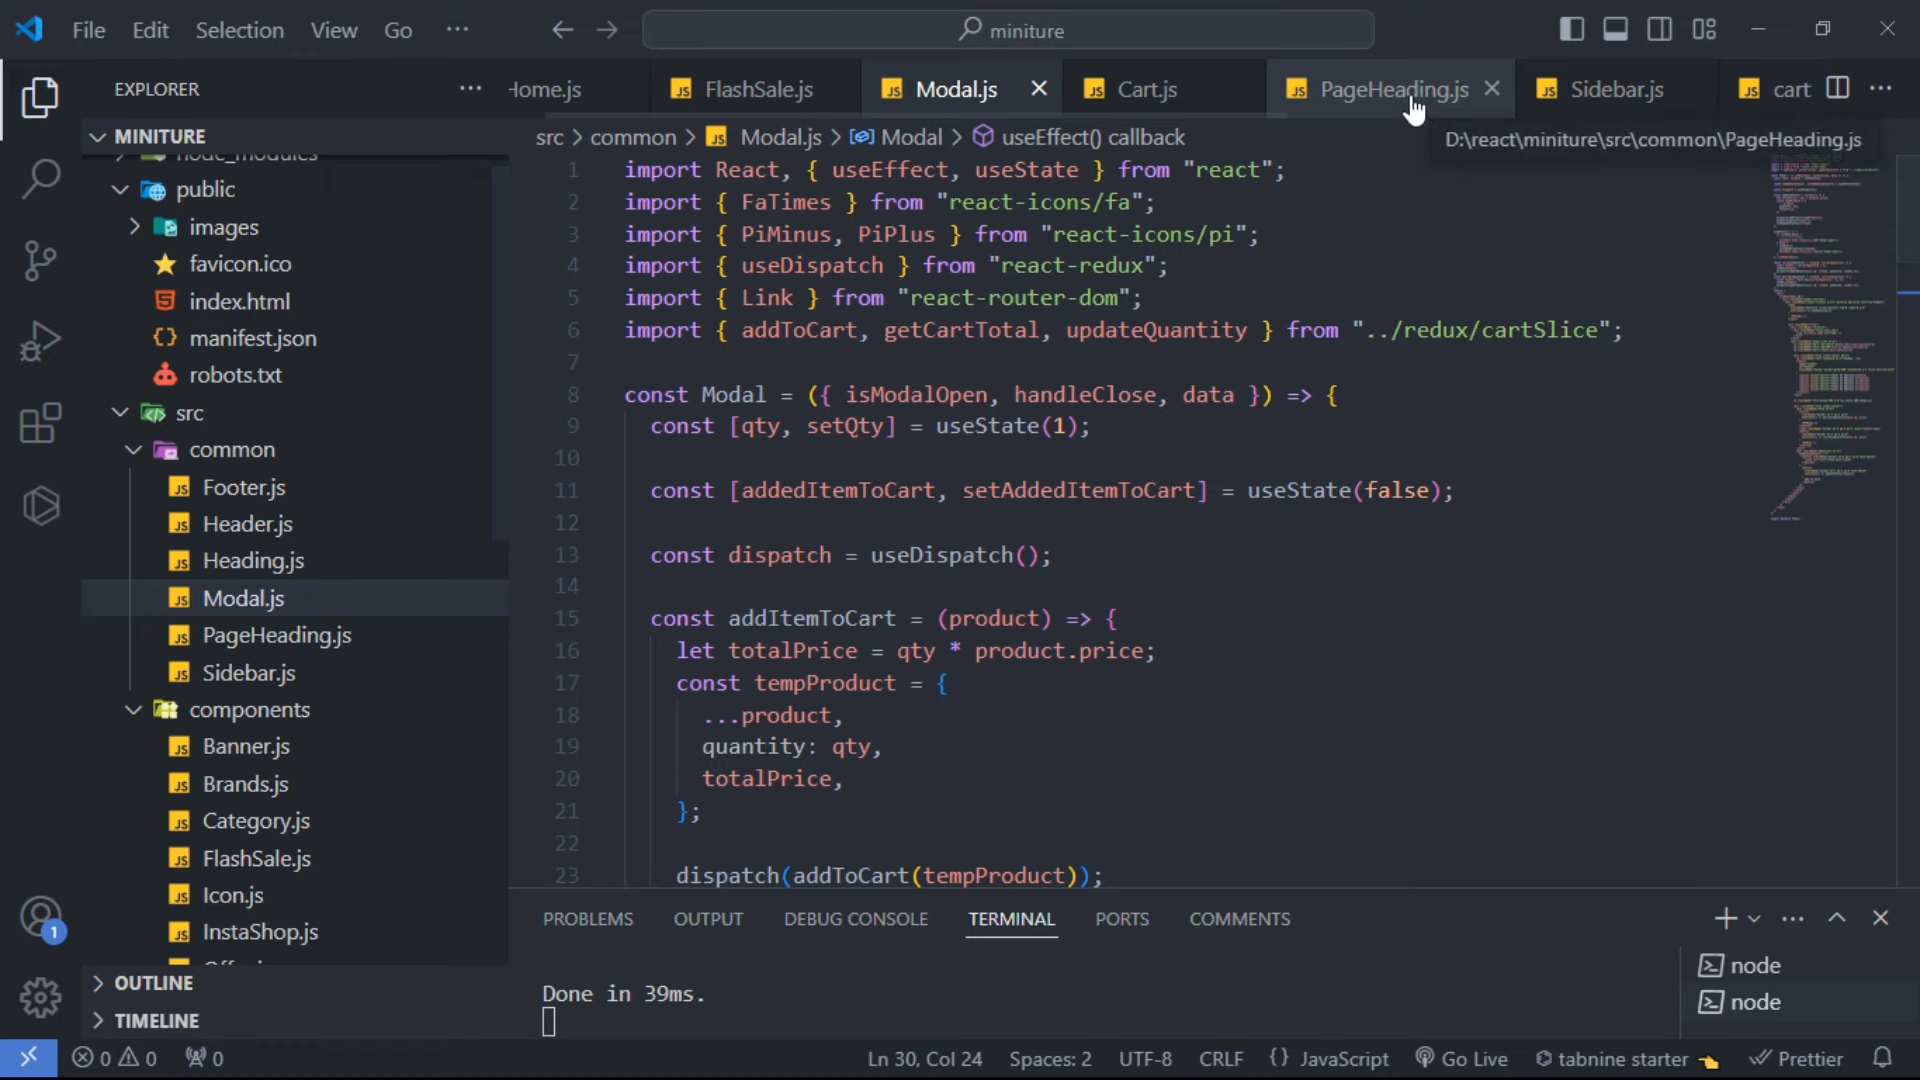 File Edit Selection View Go ··· miniture
EXPLORER ···
Home.js FlashSale.js Modal.js Cart.js PageHeading.js Sidebar.js cart ···
MINITURE
node_modules
public
images
favicon.ico
index.html
manifest.json
robots.txt
src
common
Footer.js
Header.js
Heading.js
Modal.js
PageHeading.js
Sidebar.js
components
Banner.js
Brands.js
Category.js
FlashSale.js
Icon.js
InstaShop.js
OUTLINE
TIMELINE
src > common > JS Modal.js > Modal > useEffect() callback
D:\react\miniture\src\common\PageHeading.js
1 import React, { useEffect, useState } from "react";
2 import { FaTimes } from "react-icons/fa";
3 import { PiMinus, PiPlus } from "react-icons/pi";
4 import { useDispatch } from "react-redux";
5 import { Link } from "react-router-dom";
6 import { addToCart, getCartTotal, updateQuantity } from "../redux/cartSlice";
7
8 const Modal = ({ isModalOpen, handleClose, data }) => {
9 const [qty, setQty] = useState(1);
10
11 const [addedItemToCart, setAddedItemToCart] = useState(false);
12
13 const dispatch = useDispatch();
14
15 const addItemToCart = (product) => {
16 let totalPrice = qty * product.price;
17 const tempProduct = {
18 ...product,
19 quantity: qty,
20 totalPrice,
21 };
22
23 dispatch(addToCart(tempProduct));
PROBLEMS OUTPUT DEBUG CONSOLE TERMINAL PORTS COMMENTS
Done in 39ms.
node
node
1
0 0 0 Ln 30, Col 24 Spaces: 2 UTF-8 CRLF {} JavaScript Go Live tabnine starter Prettier